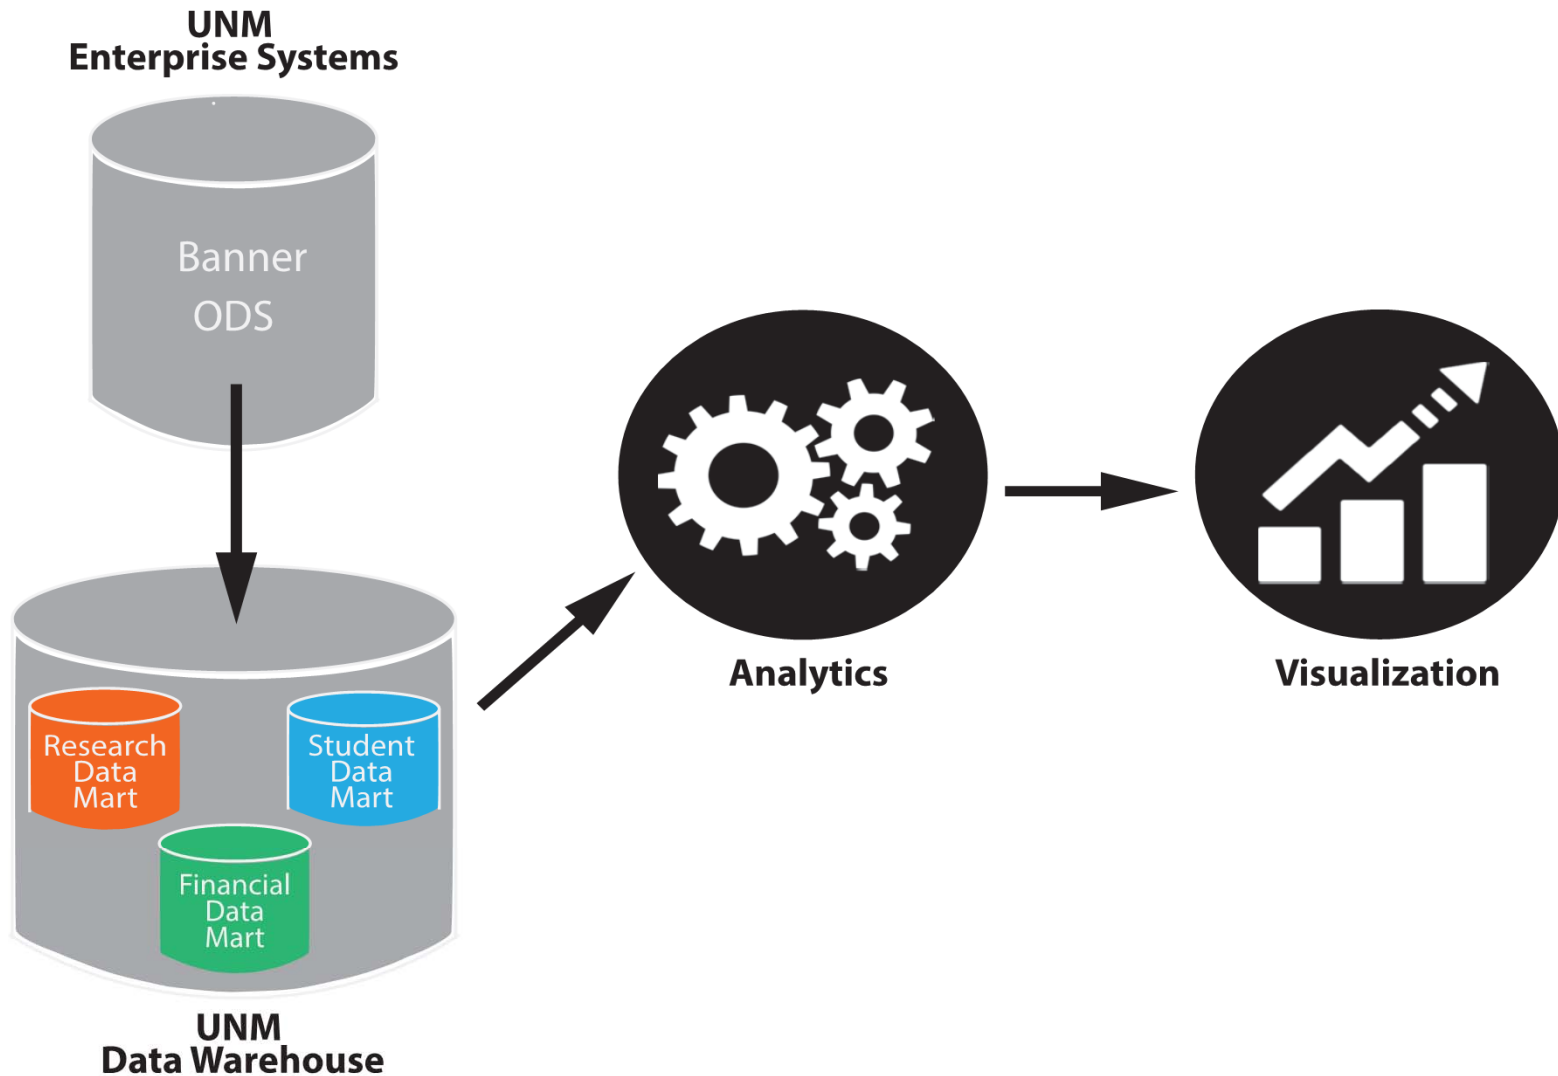 UNM
Enterprise Systems
Banner
ODS
Research
Data
Mart
Student
Data
Mart
Financial
Data
Mart
UNM
Data Warehouse
Analytics
Visualization